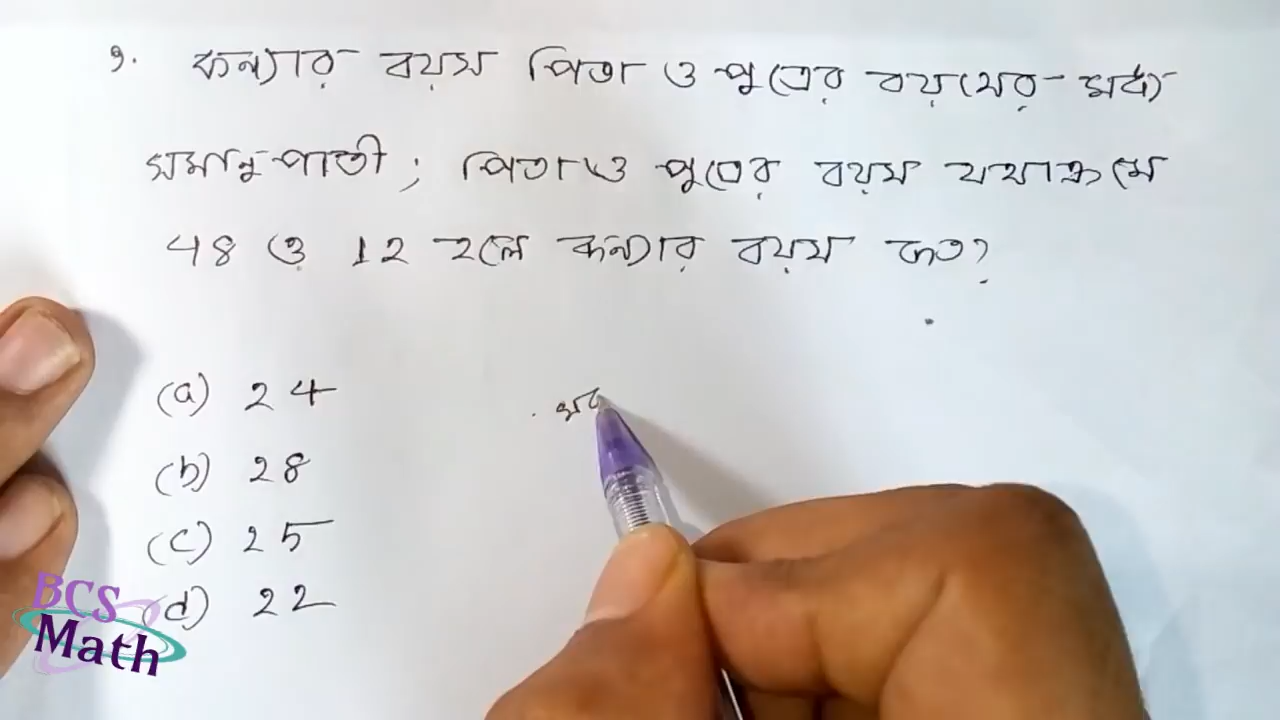 ৭. কন্যার বয়স পিতা ও পুত্রের বয়সের মধ্য
সমানুপাতী ; পিতা ও পুত্রের বয়স যথাক্রমে
48 ও 12 হলে কন্যার বয়স কত?
(a) 24
(b) 28
(c) 25
(d) 22
BCS
Math